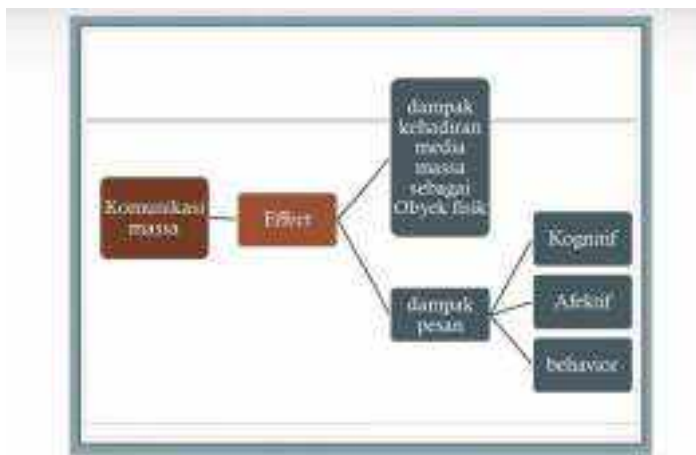 Komunikasi
massa
Effect
dampak
kehadiran
media
massa
sebagai
Obyek fisik
dampak
pesan
Kognitif
Afektif
behavior